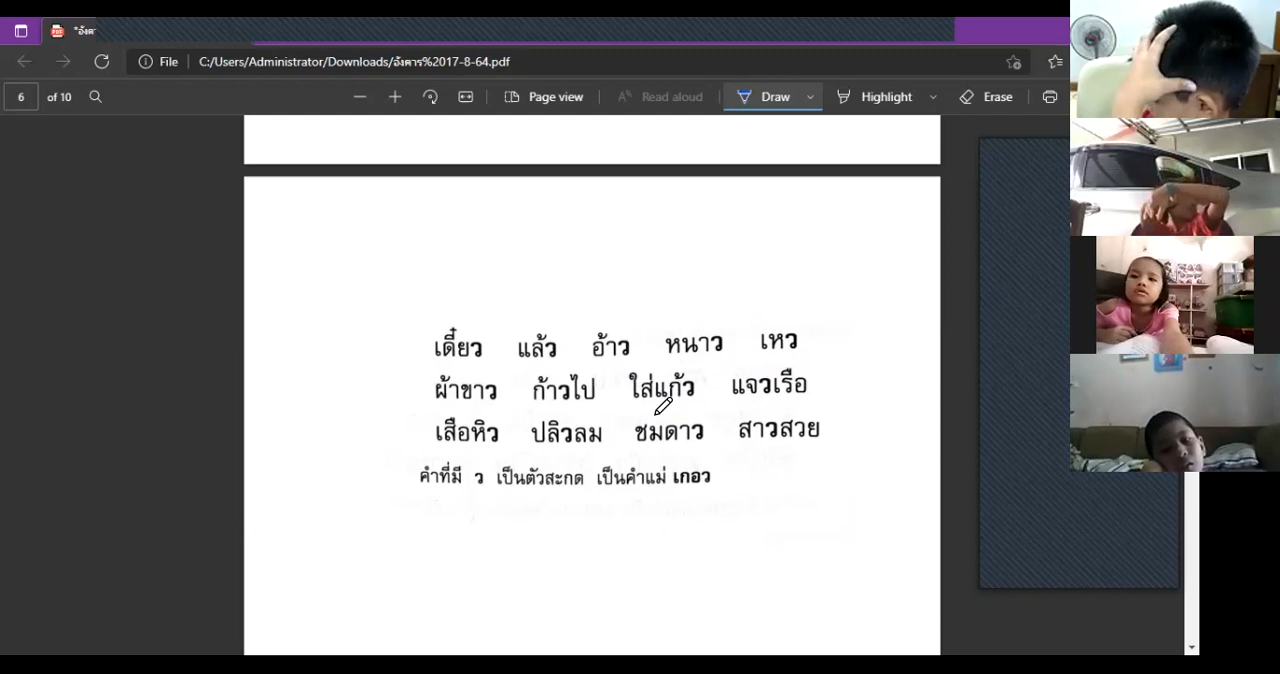 *อังคา
File C:/Users/Administrator/Downloads/อังคาร%2017-8-64.pdf
6 of 10 Page view Read aloud Draw Highlight Erase
เดี๋ยว แล้ว อ้าว หนาว เหว
ผ้าขาว ก้าวไป ใส่แก้ว แจวเรือ
เสือหิว ปลิวลม ชมดาว สาวสวย
คำที่มี ว เป็นตัวสะกด เป็นคำแม่ เกอว